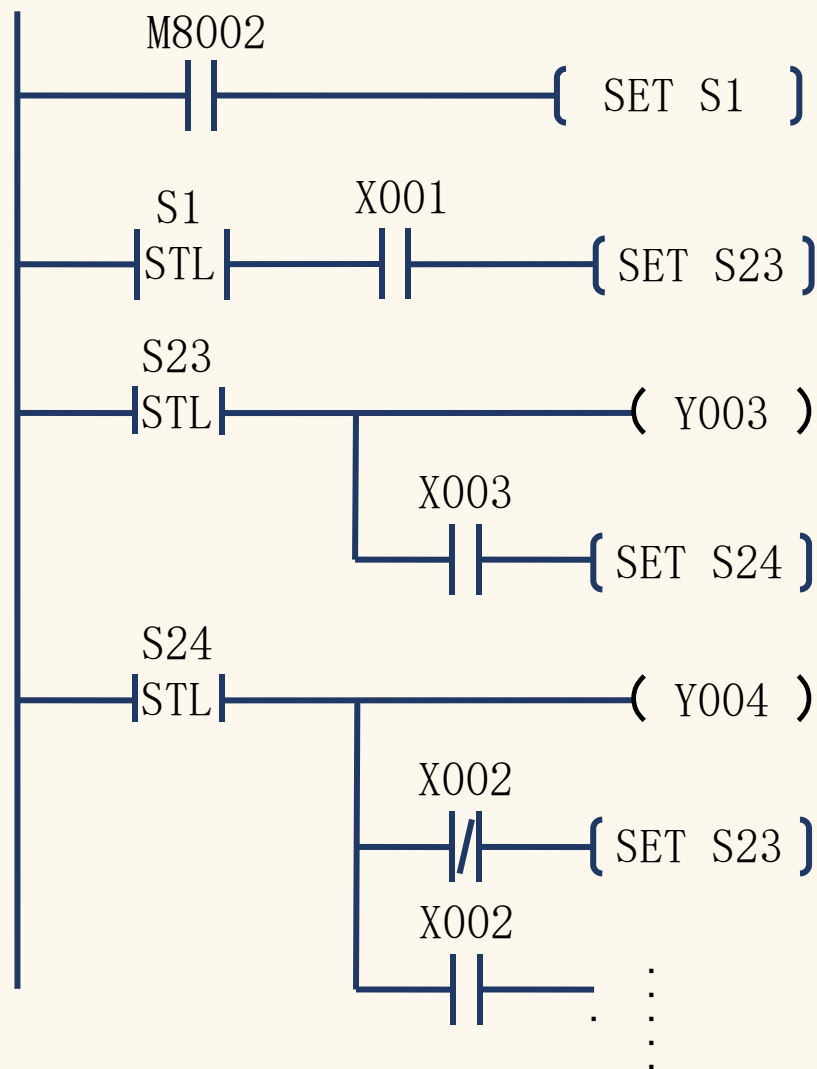 M8002
SET S1
S1
X001
STL
SET S23
S23
STL
Y003
X003
SET S24
S24
STL
Y004
X002
SET S23
X002